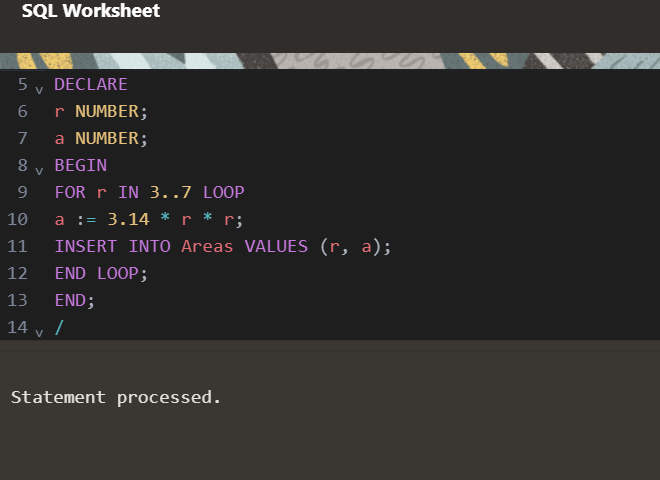 SQL Worksheet
5 v DECLARE
6 r NUMBER;
7 a NUMBER;
8 v BEGIN
9 FOR r IN 3..7 LOOP
10 a := 3.14 * r * r;
11 INSERT INTO Areas VALUES (r, a);
12 END LOOP;
13 END;
14 v /
Statement processed.